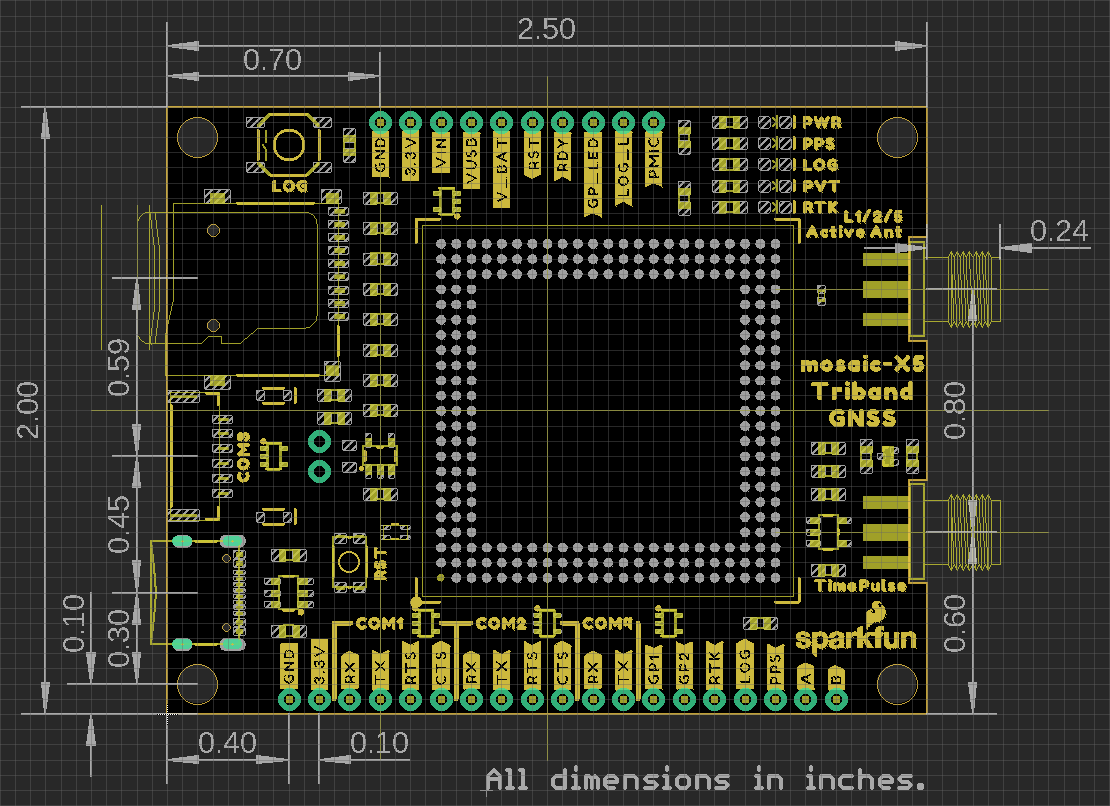 2.50
0.70
PWR
PPS
LOG
PVT
RTK
GND
3.3V
VIN
VUSB
V_BAT
RST
RDY
GP_LED
LOG_L
PMIC
LOG
L1/2/5
Active Ant
0.24
0.59
2.00
mosaic-X5
Triband
GNSS
0.80
COM3
0.45
RST
TimePulse
0.10
0.30
0.60
COM1
COM2
COM4
sparkfun
GND
3.3V
RX
TX
RTS
CTS
RX
TX
RTS
CTS
RX
TX
GP1
GP2
RTK
LOG
PPS
A
B
0.40
0.10
All dimensions in inches.